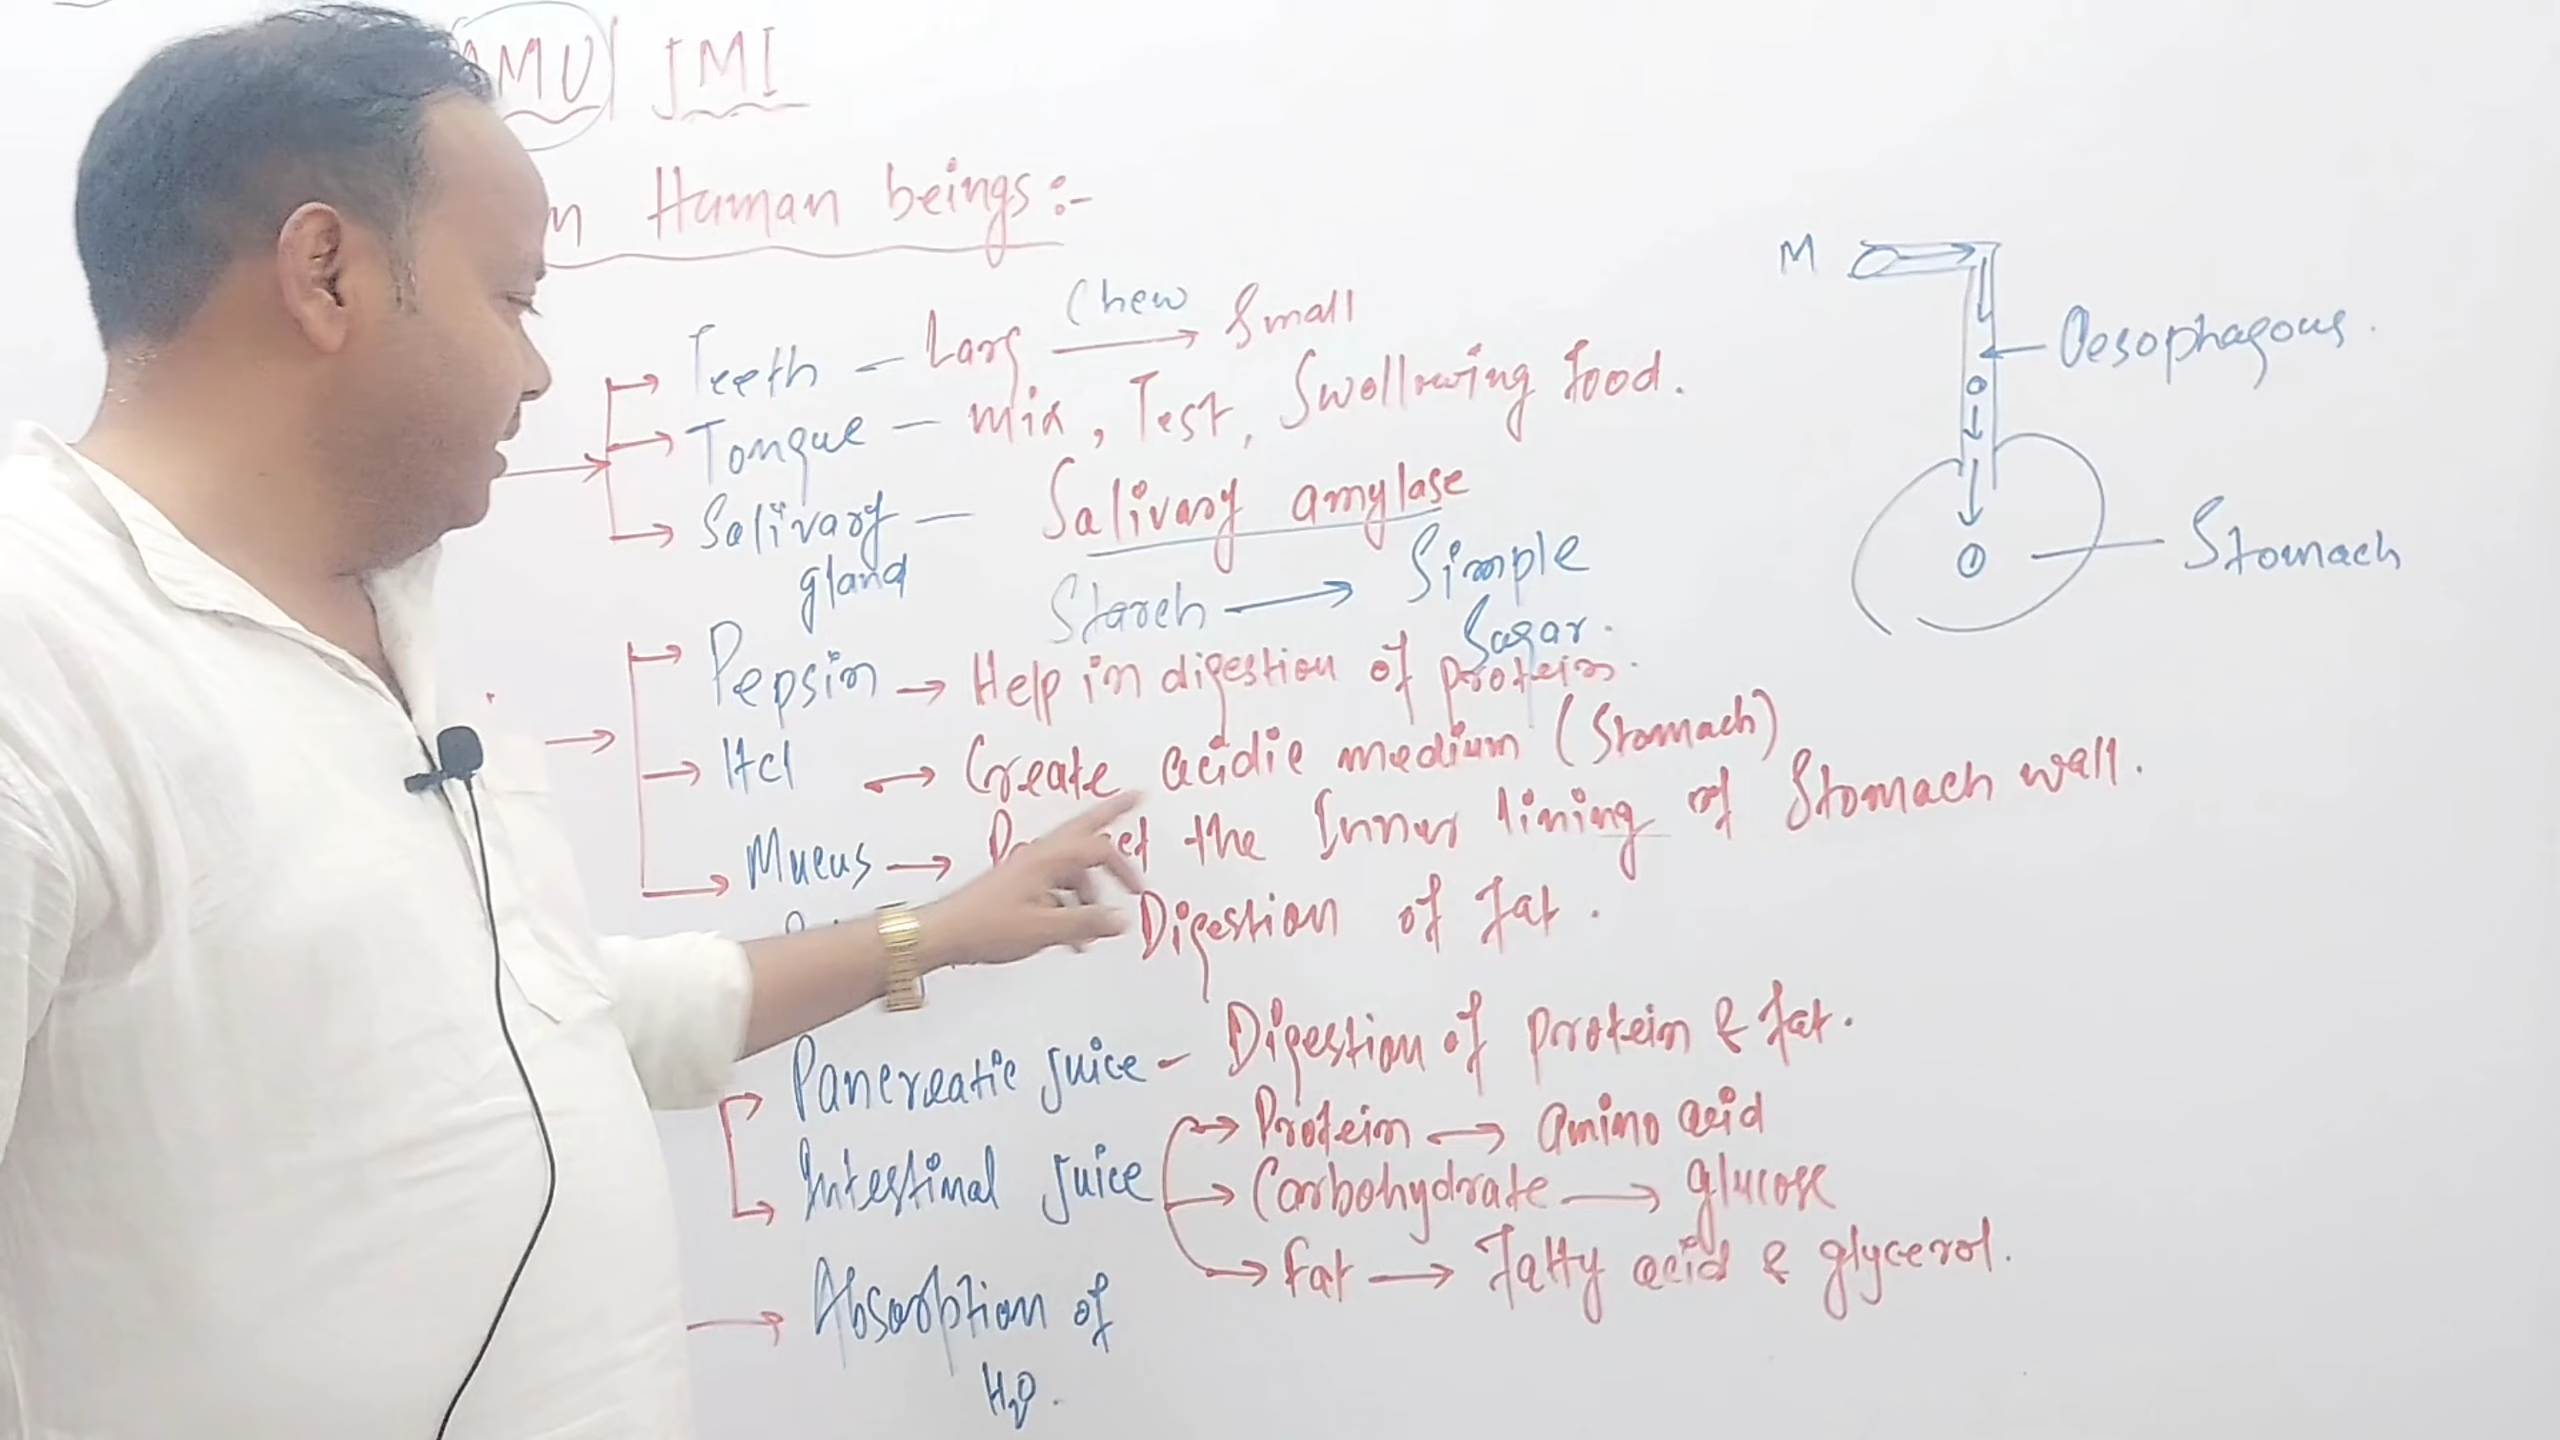 MU JMI
Human beings :-
Teeth – Larg Chew → Small
Tongue – mix, Test, Swollowing food.
Salivary gland – Salivary amylase
Starch → Simple Sugar.
Pepsin → Help in digestion of proteins.
Hcl → Create acidic medium (Stomach)
Mucus → the Inner lining of Stomach wall.
Digestion of fat.
Pancreatic juice – Digestion of protein & fat.
Intestinal juice
→ Protein → amino acid
→ Carbohydrate → glucose
→ fat → fatty acid & glycerol.
→ Absorption of H2O.
M
Oesophagous.
Stomach